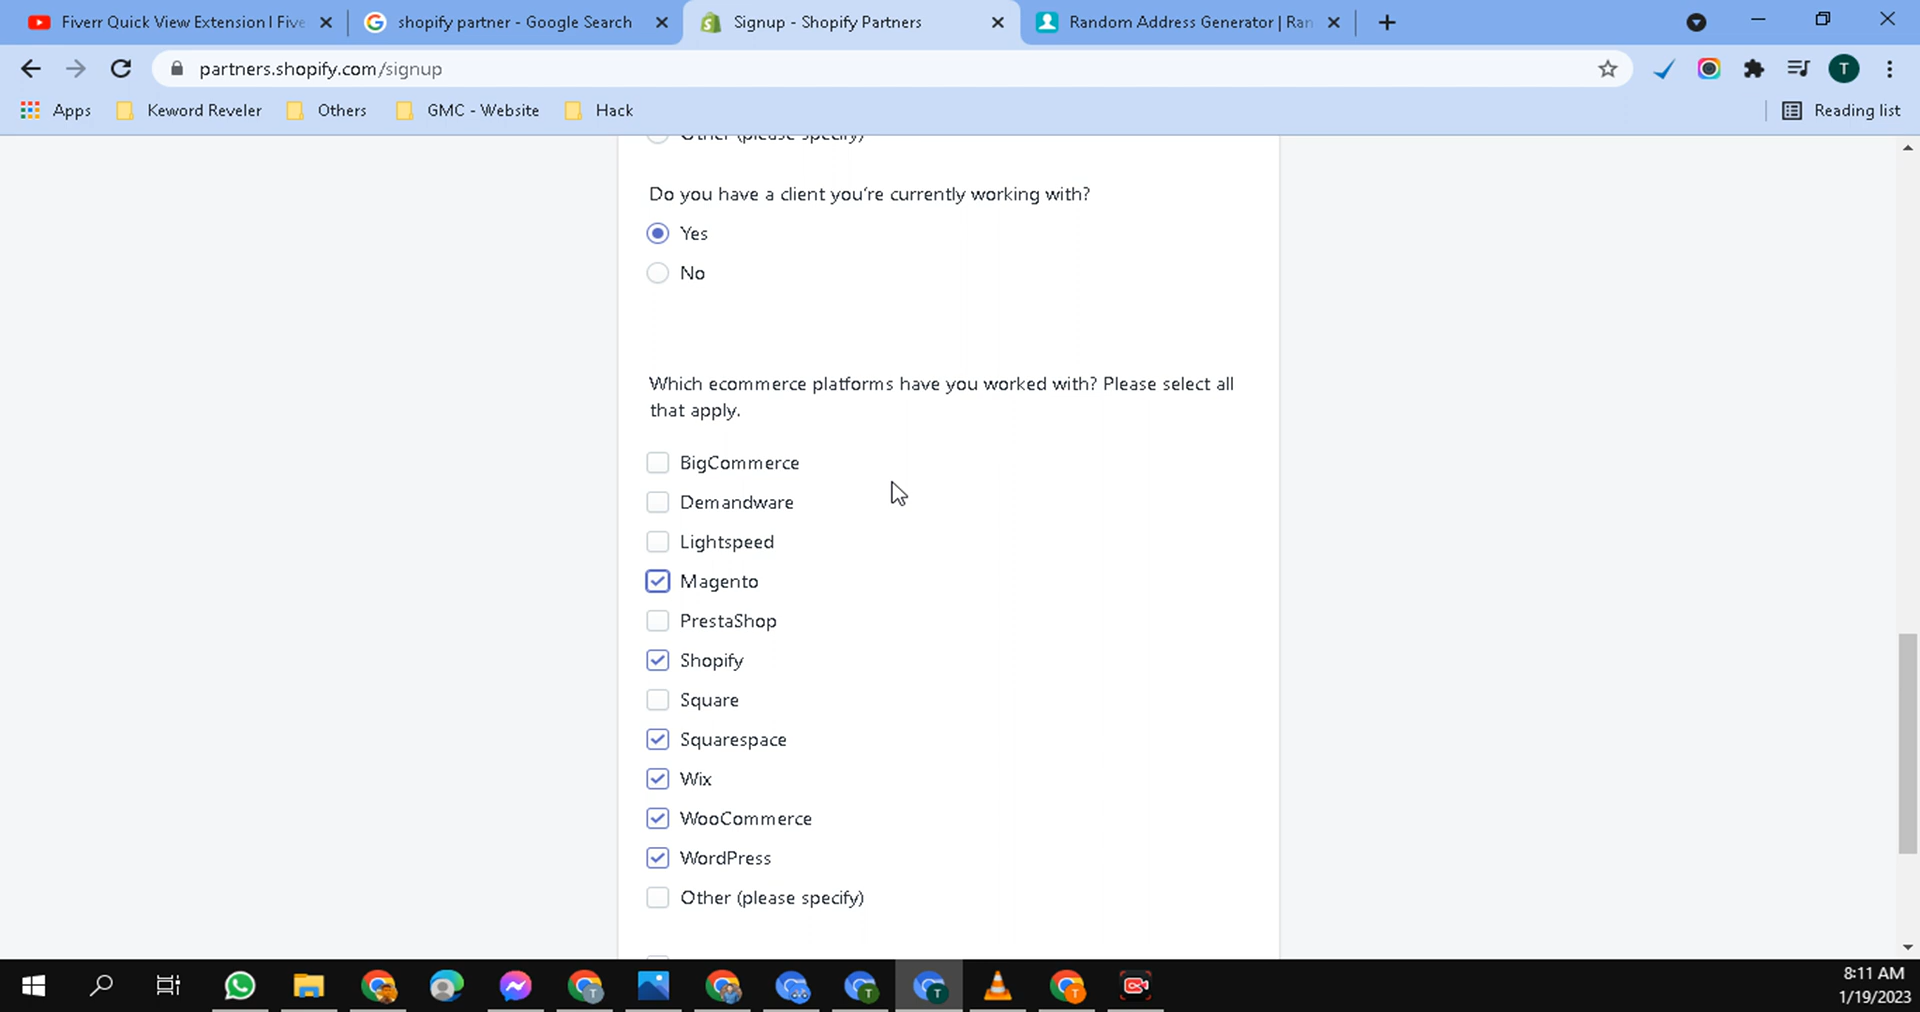 Fiverr Quick View Extension l Five
shopify partner - Google Search
Signup - Shopify Partners
Random Address Generator | Ran
partners.shopify.com/signup
T
Apps
Keword Reveler
Others
GMC - Website
Hack
Reading list
Other (please specify)
Do you have a client you're currently working with?
Yes
No
Which ecommerce platforms have you worked with? Please select all
that apply.
BigCommerce
Demandware
Lightspeed
Magento
PrestaShop
Shopify
Square
Squarespace
Wix
WooCommerce
WordPress
Other (please specify)
8:11 AM
1/19/2023